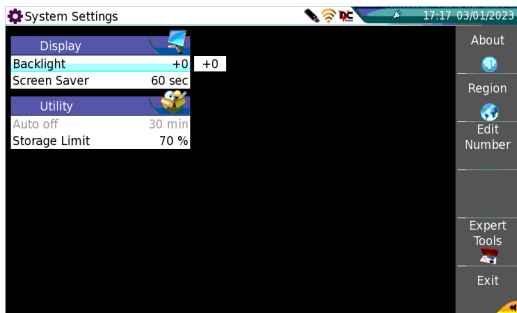 System Settings
17:17 03/01/2023
Display
Backlight +0 +0
Screen Saver 60 sec
Utility
Auto off 30 min
Storage Limit 70 %
About
Region
Edit
Number
Expert
Tools
Exit